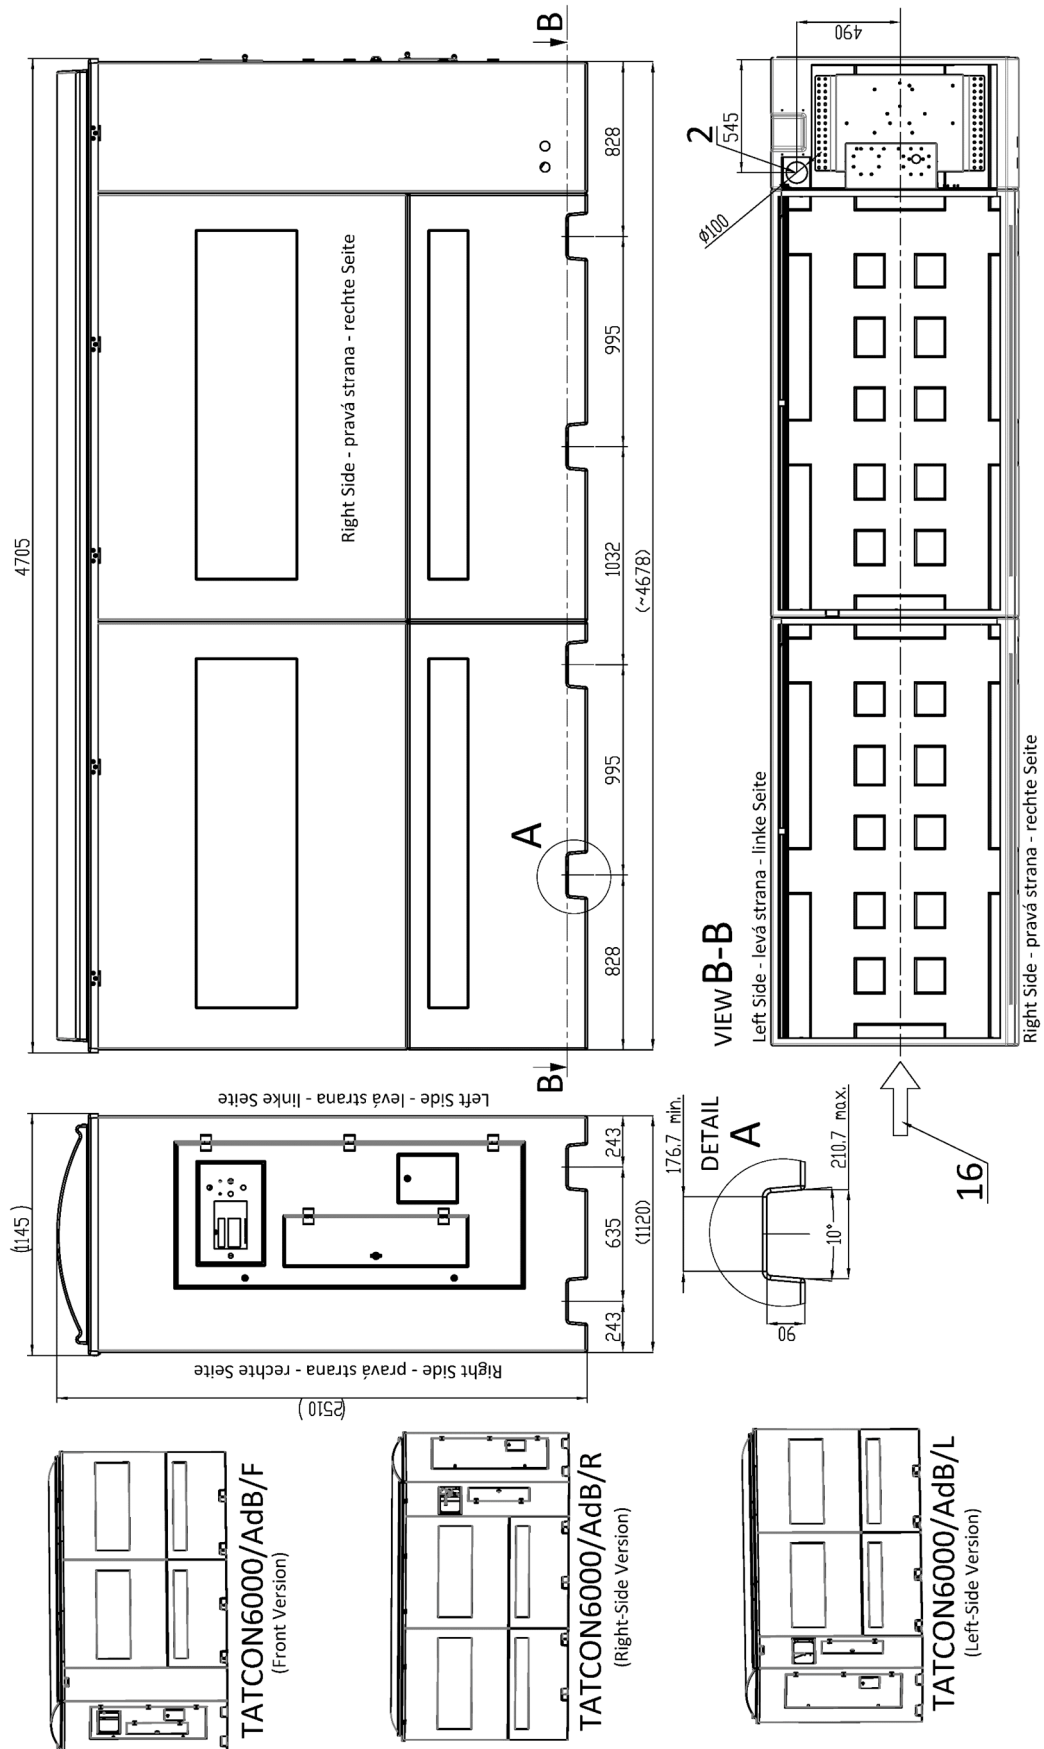 4705
Right Side - pravá strana - rechte Seite
A
B
B
828
995
1032
995
828
(~4678)
(1145)
Left Side - levá strana - linke Seite
Right Side - pravá strana - rechte Seite
(2510)
243
635
243
(1120)
DETAIL
A
176.7 min.
210.7 max.
10°
90
VIEW B-B
Left Side - levá strana - linke Seite
Right Side - pravá strana - rechte Seite
490
545
2
Ø100
16
TATCON6000/AdB/F
(Front Version)
TATCON6000/AdB/R
(Right-Side Version)
TATCON6000/AdB/L
(Left-Side Version)